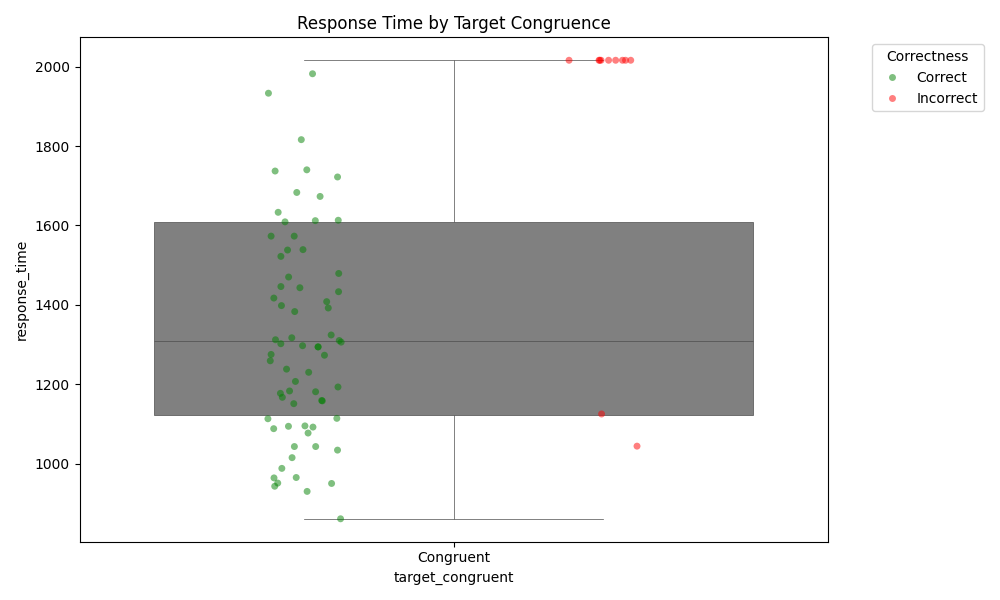 Response Time by Target Congruence
Correctness
Correct
Incorrect
2000
1800
1600
1400
1200
1000
response_time
Congruent
target_congruent